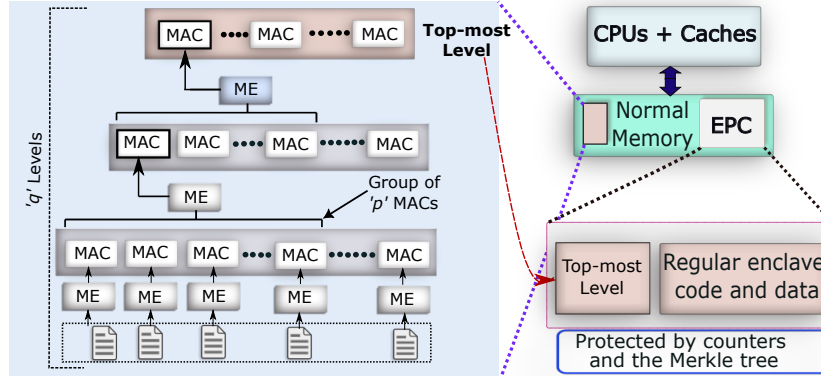 MAC MAC MAC
Top-most
Level
ME
MAC MAC MAC MAC
'q' Levels
ME
Group of
'p' MACs
MAC MAC MAC MAC MAC
ME ME ME ME ME
CPUs + Caches
Normal
Memory
EPC
Top-most
Level
Regular enclave
code and data
Protected by counters
and the Merkle tree